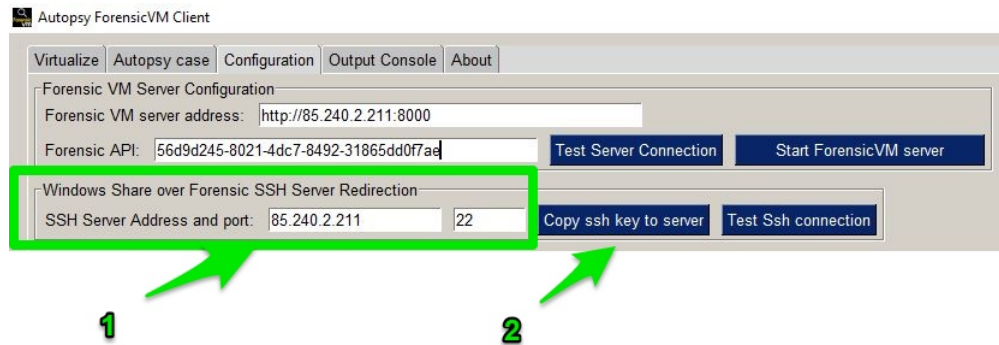 Autopsy ForensicVM Client
Virtualize Autopsy case Configuration Output Console About
Forensic VM Server Configuration
Forensic VM server address: http://85.240.2.211:8000
Forensic API: 56d9d245-8021-4dc7-8492-31865dd0f7ae Test Server Connection Start ForensicVM server
Windows Share over Forensic SSH Server Redirection
SSH Server Address and port: 85.240.2.211 22 Copy ssh key to server Test Ssh connection
1 2